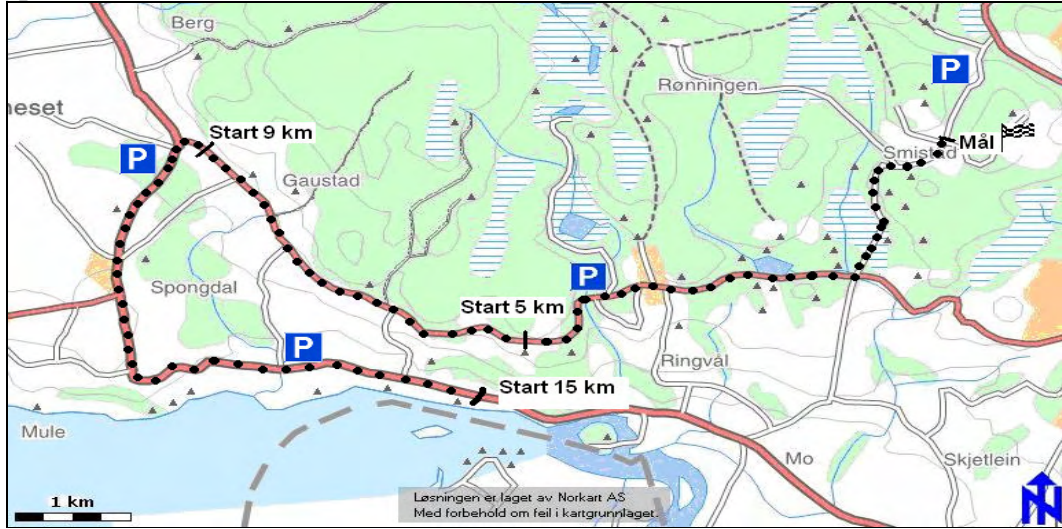 Berg
P
Rønningen
neset
Start 9 km
P
Mål
Smistad
Gaustad
P
Spongdal
Start 5 km
P
Ringvål
Start 15 km
Mule
Mo
Skjetlein
1 km
Løsningen er laget av Norkart AS
Med forbehold om feil i kartgrunnlaget.
N